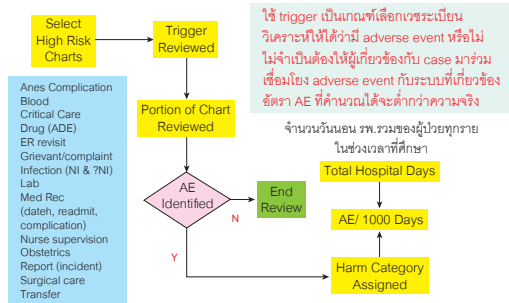 Select
High Risk
Charts
Trigger
Reviewed
ใช้ trigger เป็นเกณฑ์เลือกเวชระเบียน
วิเคราะห์ให้ได้ว่ามี adverse event หรือไม่
ไม่จำเป็นต้องให้ผู้เกี่ยวข้องกับ case มาร่วม
เชื่อมโยง adverse event กับระบบที่เกี่ยวข้อง
อัตรา AE ที่คำนวณได้จะต่ำกว่าความจริง
Anes Complication
Blood
Critical Care
Drug (ADE)
ER revisit
Grievant/complaint
Infection (NI & ?NI)
Lab
Med Rec
(dateh, readmit,
complication)
Nurse supervision
Obstetrics
Report (incident)
Surgical care
Transfer
Portion of Chart
Reviewed
จำนวนวันนอน รพ.รวมของผู้ป่วยทุกราย
ในช่วงเวลาที่ศึกษา
Total Hospital Days
AE
Identified
N
End
Review
AE/ 1000 Days
Y
Harm Category
Assigned